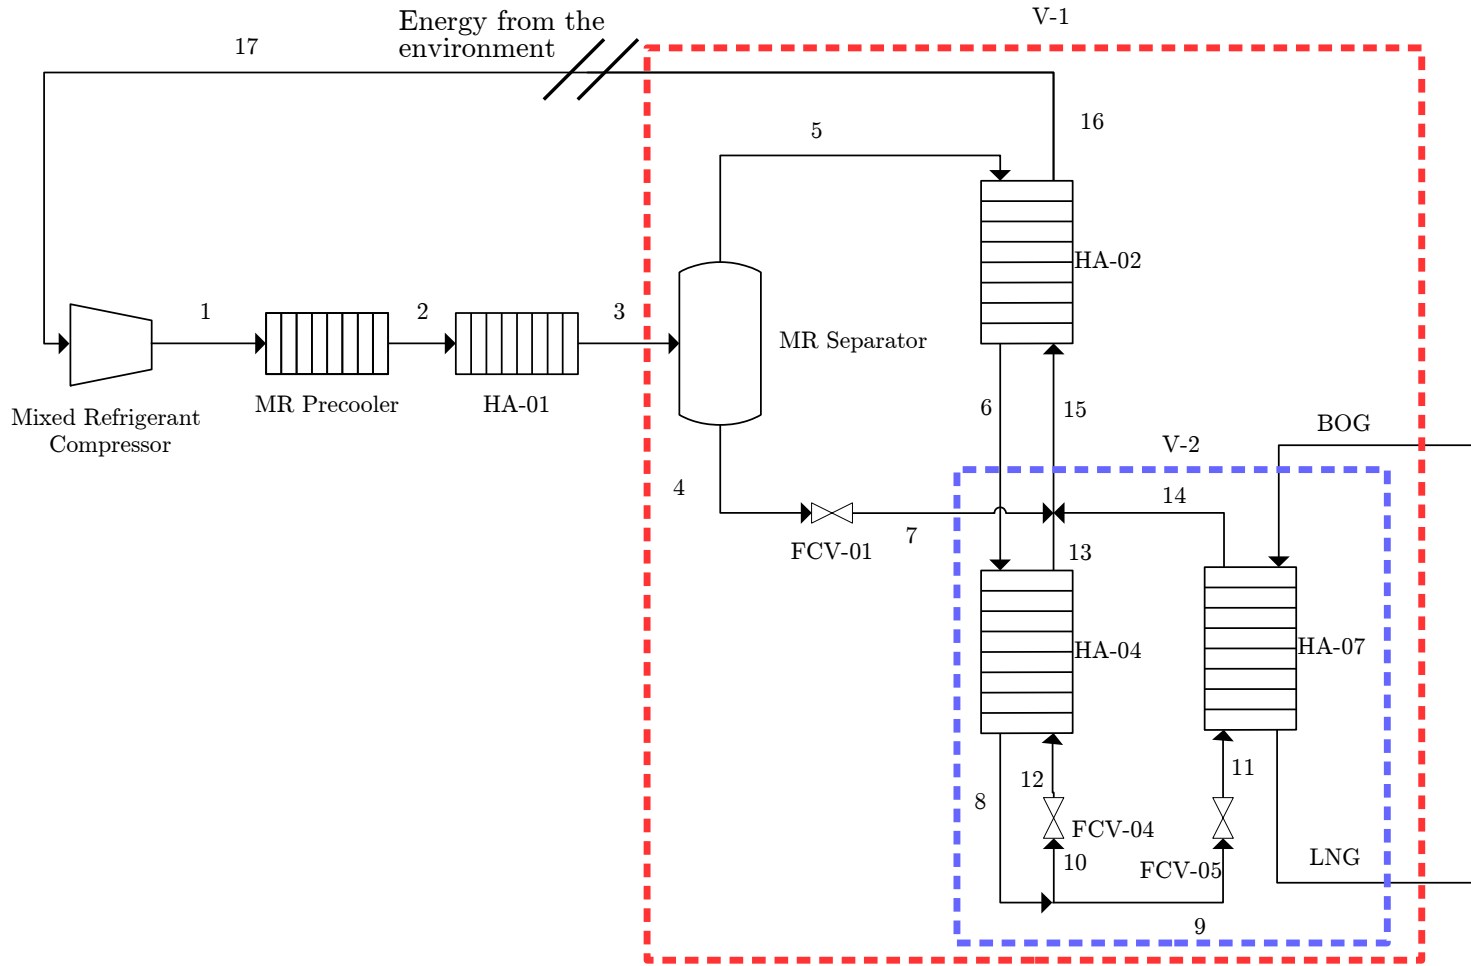 V-1
Energy from the
environment
17
16
5
HA-02
1
2
3
MR Separator
MR Precooler
HA-01
Mixed Refrigerant
Compressor
6
15
BOG
V-2
4
14
7
FCV-01
13
HA-04
HA-07
12
11
8
FCV-04
10
FCV-05
LNG
9